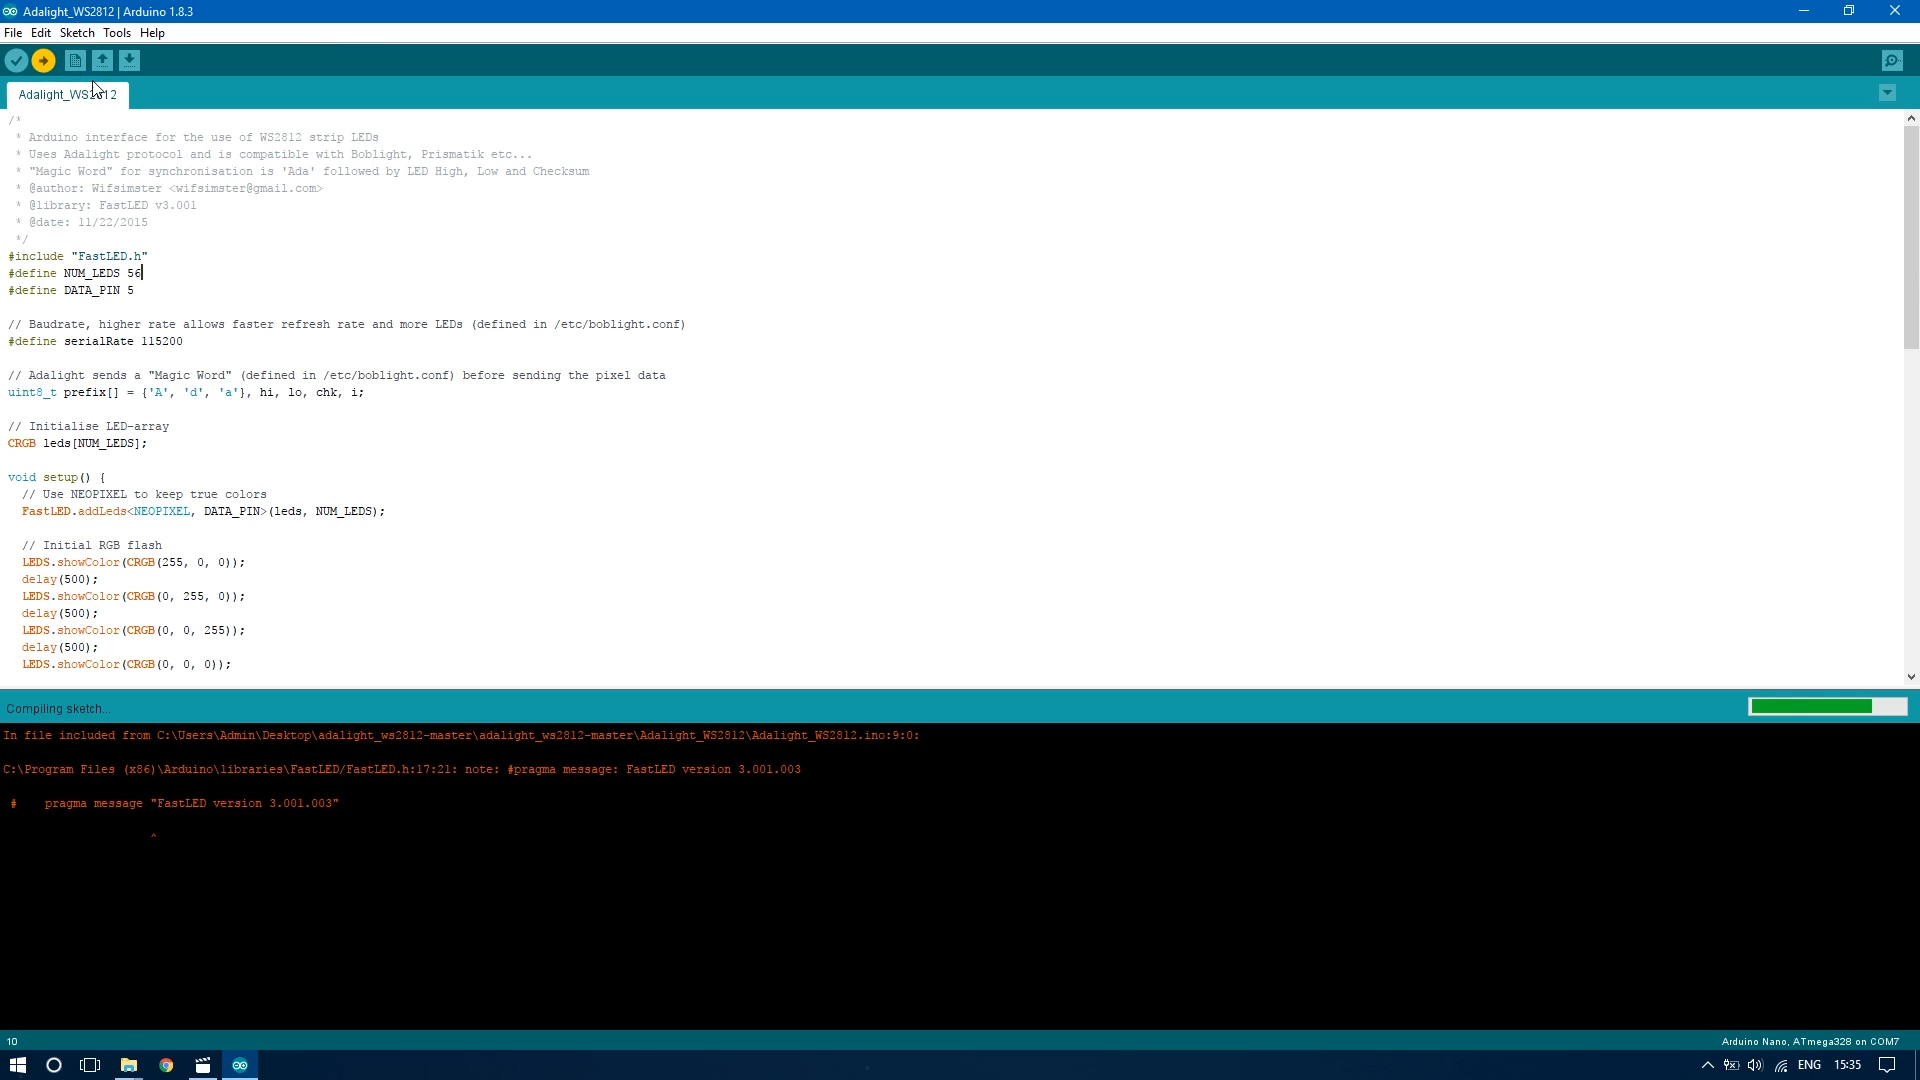 Adalight_WS2812 | Arduino 1.8.3
File Edit Sketch Tools Help
Adalight_WS2812
/*
* Arduino interface for the use of WS2812 strip LEDs
* Uses Adalight protocol and is compatible with Boblight, Prismatik etc...
* "Magic Word" for synchronisation is 'Ada' followed by LED High, Low and Checksum
* @author: Wifsimster <wifsimster@gmail.com>
* @library: FastLED v3.001
* @date: 11/22/2015
*/
#include "FastLED.h"
#define NUM_LEDS 56
#define DATA_PIN 5
// Baudrate, higher rate allows faster refresh rate and more LEDs (defined in /etc/boblight.conf)
#define serialRate 115200
// Adalight sends a "Magic Word" (defined in /etc/boblight.conf) before sending the pixel data
uint8_t prefix[] = {'A', 'd', 'a'}, hi, lo, chk, i;
// Initialise LED-array
CRGB leds[NUM_LEDS];
void setup() {
// Use NEOPIXEL to keep true colors
FastLED.addLeds<NEOPIXEL, DATA_PIN>(leds, NUM_LEDS);
// Initial RGB flash
LEDS.showColor(CRGB(255, 0, 0));
delay(500);
LEDS.showColor(CRGB(0, 255, 0));
delay(500);
LEDS.showColor(CRGB(0, 0, 255));
delay(500);
LEDS.showColor(CRGB(0, 0, 0));
Compiling sketch...
In file included from C:\Users\Admin\Desktop\adalight_ws2812-master\adalight_ws2812-master\Adalight_WS2812\Adalight_WS2812.ino:9:0:
C:\Program Files (x86)\Arduino\libraries\FastLED/FastLED.h:17:21: note: #pragma message: FastLED version 3.001.003
# pragma message "FastLED version 3.001.003"
^
10
Arduino Nano, ATmega328 on COM7
ENG 15:35